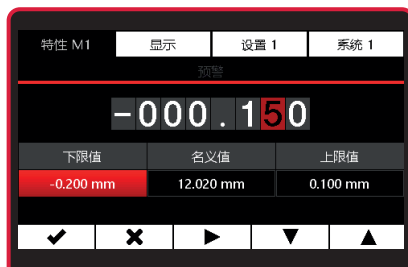 特性 M1 显示 设置 1 系统 1
预警
-000.150
下限值 名义值 上限值
-0.200 mm 12.020 mm 0.100 mm